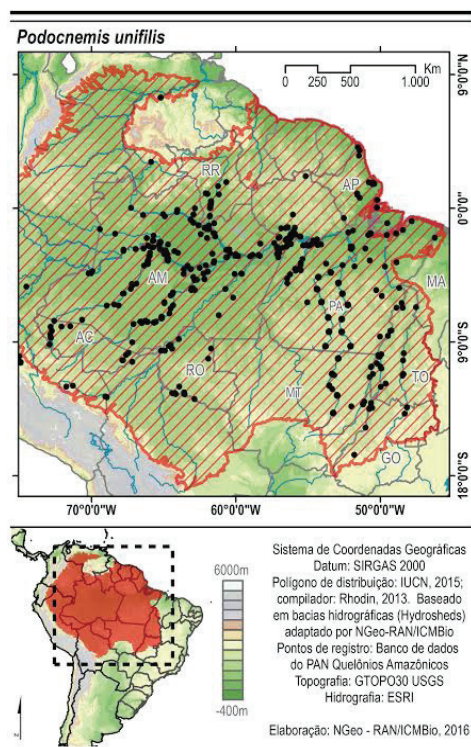 Podocnemis unifilis
Km
0 250 500 1.000
9°0'0"N
RR
AP
0°0'0"
AM
PA
MA
AC
9°0'0"S
RO
MT
TO
GO
18°0'0"S
70°0'0"W 60°0'0"W 50°0'0"W
6000m
-400m
Sistema de Coordenadas Geográficas
Datum: SIRGAS 2000
Polígono de distribuição: IUCN, 2015;
compilador: Rhodin, 2013. Baseado
em bacias hidrográficas (Hydrosheds)
adaptado por NGeo-RAN/ICMBio
Pontos de registro: Banco de dados
do PAN Quelônios Amazônicos
Topografia: GTOPO30 USGS
Hidrografia: ESRI
Elaboração: NGeo - RAN/ICMBio, 2016